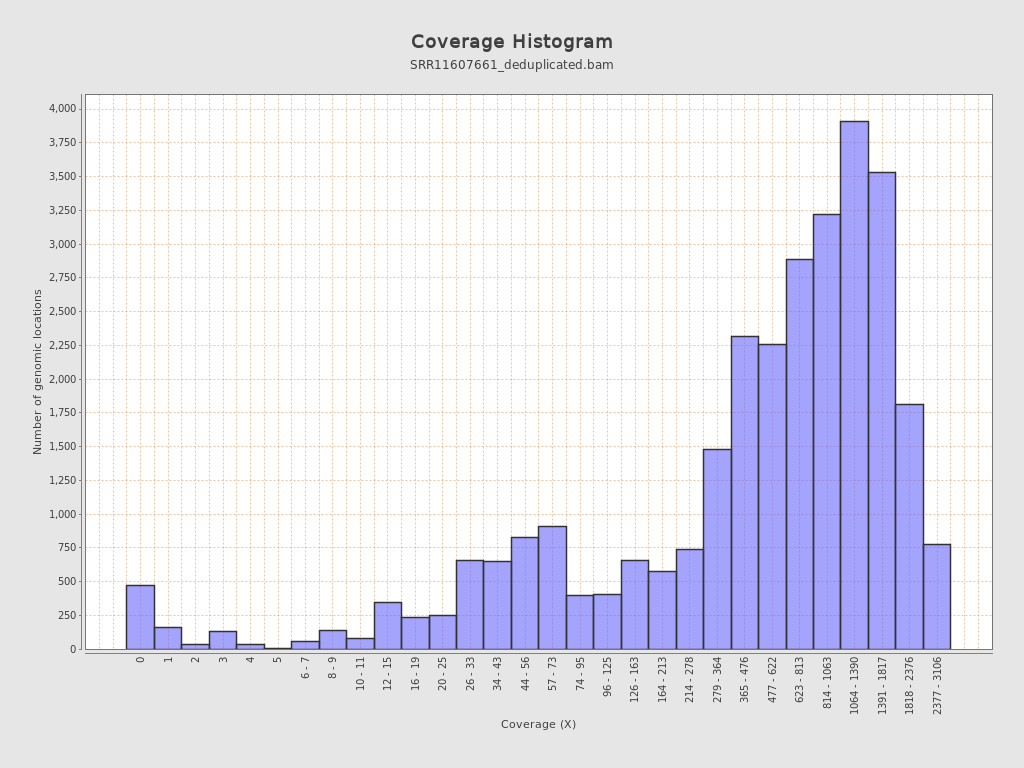 Coverage Histogram
SRR11607661_deduplicated.bam
4,000
3,750
3,500
3,250
3,000
2,750
2,500
2,250
2,000
1,750
1,500
1,250
1,000
750
500
250
0
Number of genomic locations
0
1
2
3
4
5
6 - 7
8 - 9
10 - 11
12 - 15
16 - 19
20 - 25
26 - 33
34 - 43
44 - 56
57 - 73
74 - 95
96 - 125
126 - 163
164 - 213
214 - 278
279 - 364
365 - 476
477 - 622
623 - 813
814 - 1063
1064 - 1390
1391 - 1817
1818 - 2376
2377 - 3106
Coverage (X)